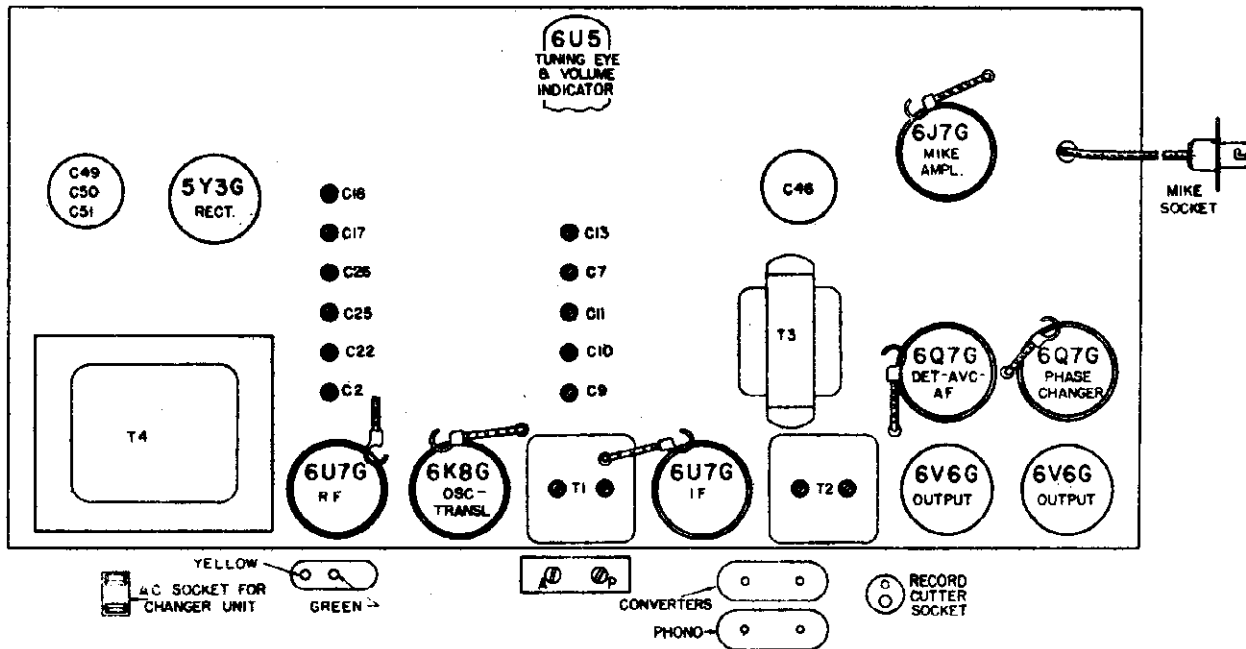 6U5
TUNING EYE
& VOLUME
INDICATOR
6J7G
MIKE
AMPL.
MIKE
SOCKET
C49
C50
C51
5Y3G
RECT.
C18
C17
C26
C25
C22
C2
C13
C7
C11
C10
C9
C46
T3
6Q7G
DET-AVC-
AF
6Q7G
PHASE
CHANGER
T4
6U7G
RF
6K8G
OSC-
TRANSL
T1
6U7G
IF
T2
6V6G
OUTPUT
6V6G
OUTPUT
AC SOCKET FOR
CHANGER UNIT
YELLOW
GREEN
A
P
CONVERTERS
PHONO
RECORD
CUTTER
SOCKET